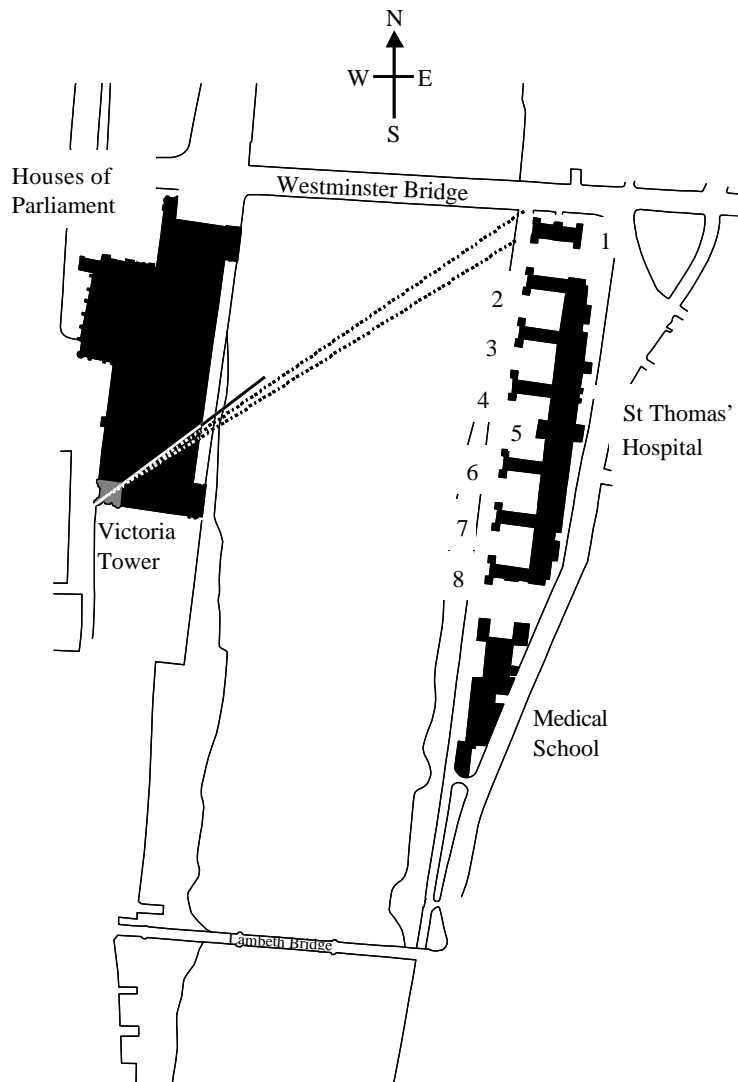 N
W E
S
Houses of
Parliament
Westminster Bridge
1
2
3
4
St Thomas’
Hospital
5
6
7
Victoria
Tower
8
Medical
School
ambeth Bridge